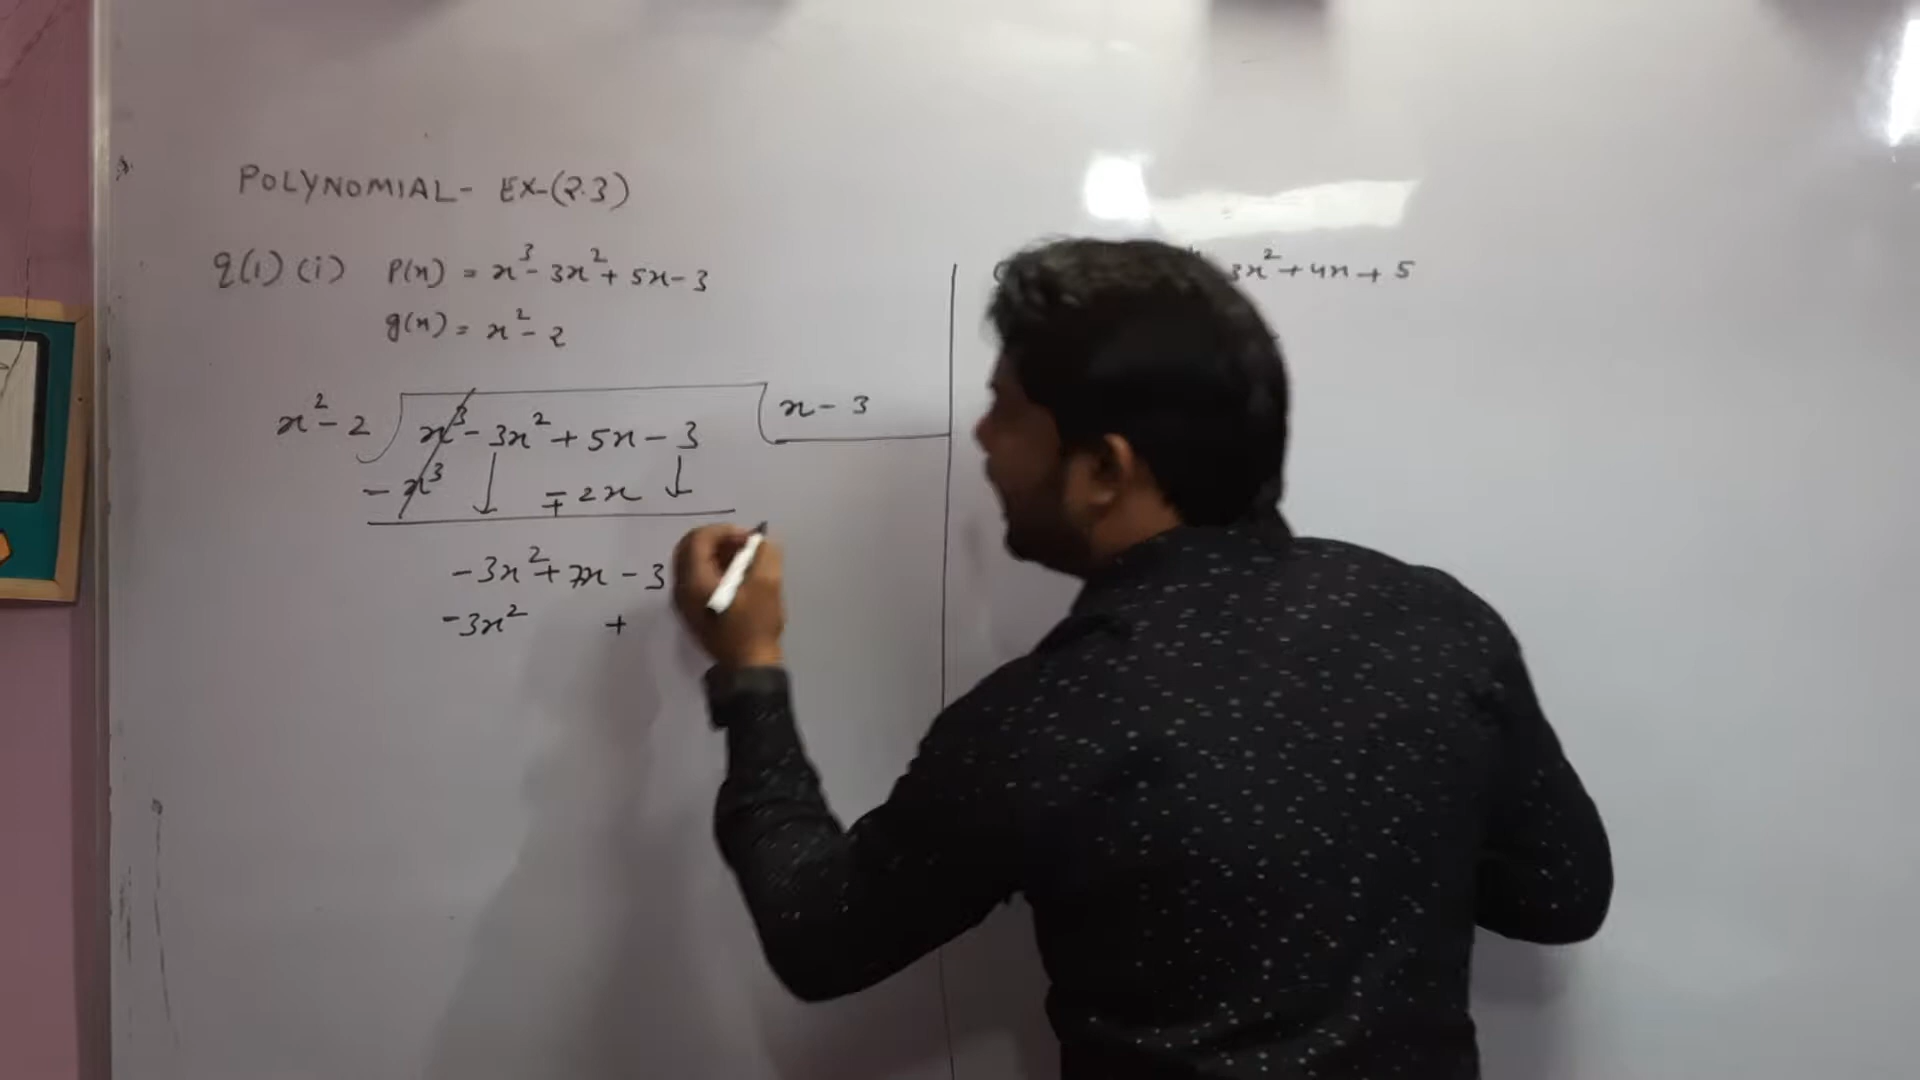 POLYNOMIAL - EX-(2.3)
q(1) (i) P(x) = x³ - 3x² + 5x - 3
g(x) = x² - 2
x² - 2 ) x³ - 3x² + 5x - 3 ( x - 3
- x³ ↓ ∓ 2x ↓
- 3x² + 7x - 3
- 3x² +
3x² + 4x + 5